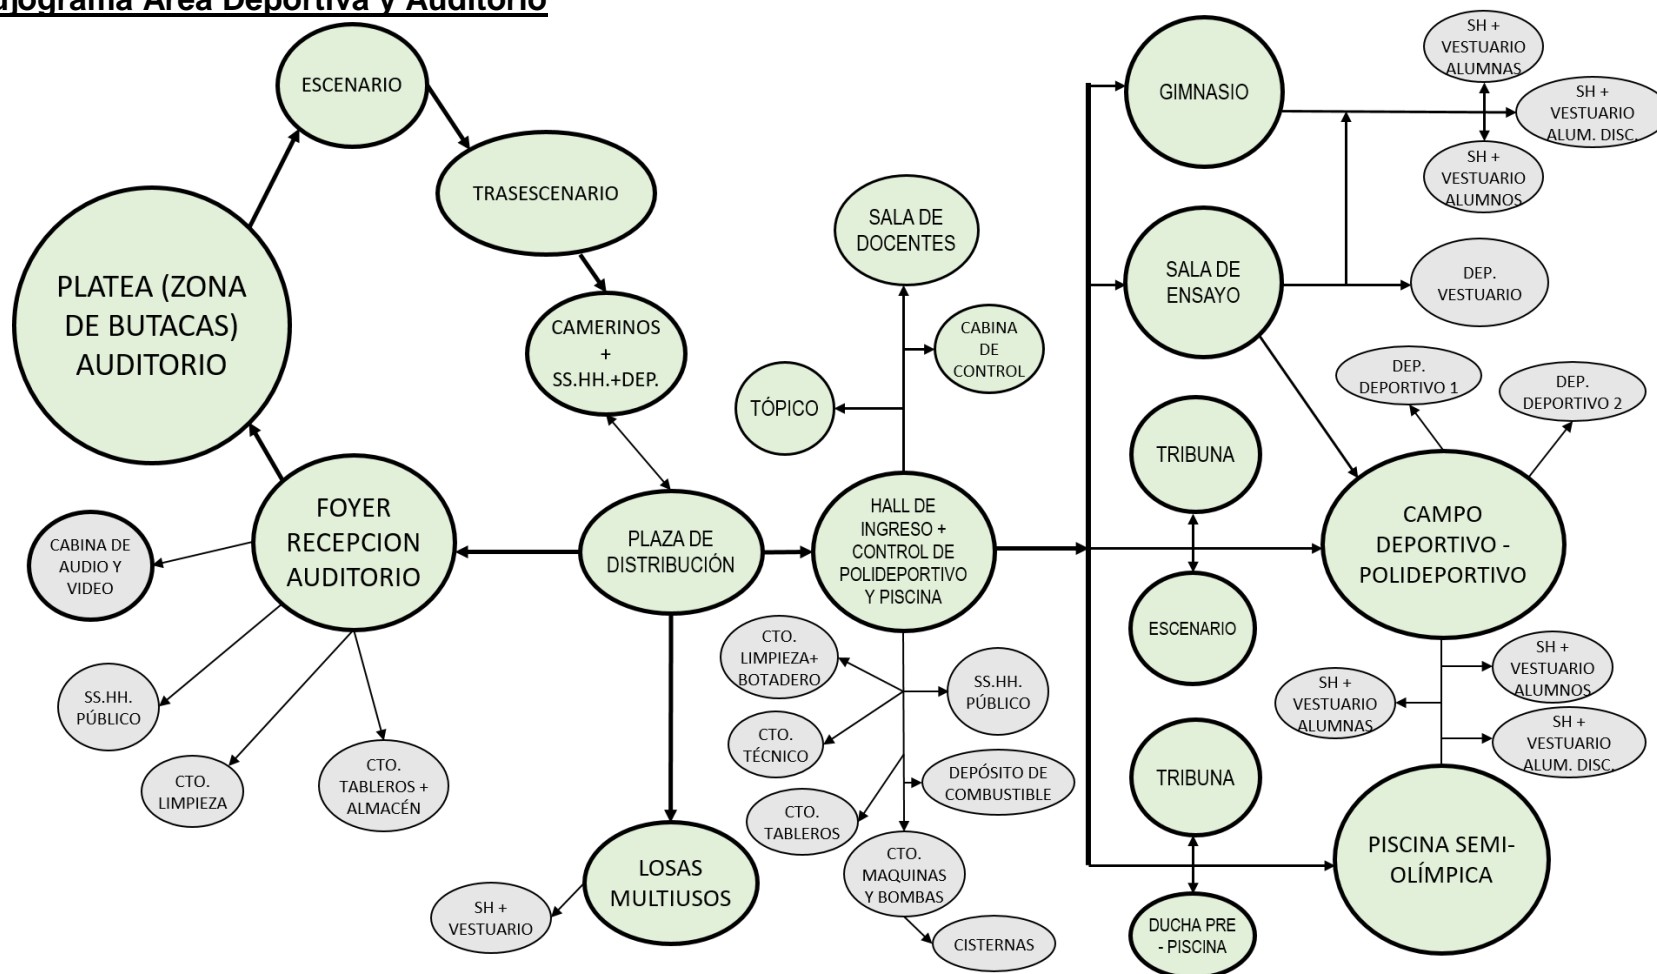 ujograma Área Deportiva y Auditorio
ESCENARIO
TRASESCENARIO
PLATEA (ZONA
DE BUTACAS)
AUDITORIO
CAMERINOS
+
SS.HH.+DEP.
FOYER
RECEPCION
AUDITORIO
CABINA DE
AUDIO Y
VIDEO
SS.HH.
PÚBLICO
CTO.
LIMPIEZA
CTO.
TABLEROS +
ALMACÉN
PLAZA DE
DISTRIBUCIÓN
LOSAS
MULTIUSOS
SH +
VESTUARIO
SALA DE
DOCENTES
CABINA
DE
CONTROL
TÓPICO
HALL DE
INGRESO +
CONTROL DE
POLIDEPORTIVO
Y PISCINA
CTO.
LIMPIEZA+
BOTADERO
SS.HH.
PÚBLICO
CTO.
TÉCNICO
DEPÓSITO DE
COMBUSTIBLE
CTO.
TABLEROS
CTO.
MAQUINAS
Y BOMBAS
CISTERNAS
GIMNASIO
SH +
VESTUARIO
ALUMNAS
SH +
VESTUARIO
ALUM. DISC.
SH +
VESTUARIO
ALUMNOS
SALA DE
ENSAYO
DEP.
VESTUARIO
DEP.
DEPORTIVO 1
DEP.
DEPORTIVO 2
TRIBUNA
CAMPO
DEPORTIVO -
POLIDEPORTIVO
ESCENARIO
SH +
VESTUARIO
ALUMNOS
SH +
VESTUARIO
ALUMNAS
SH +
VESTUARIO
ALUM. DISC.
TRIBUNA
PISCINA SEMI-
OLÍMPICA
DUCHA PRE
- PISCINA